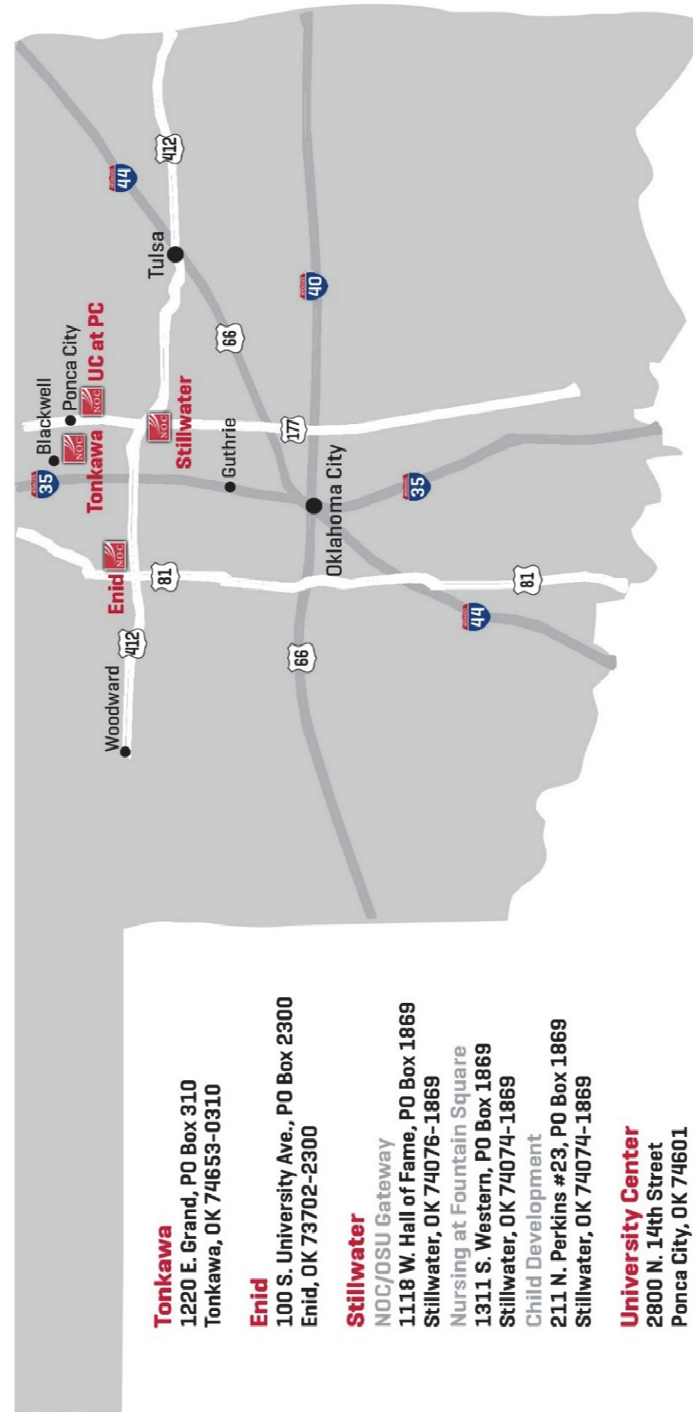 Tonkawa
1220 E. Grand, PO Box 310
Tonkawa, OK 74653-0310
Enid
100 S. University Ave., PO Box 2300
Enid, OK 73702-2300
Stillwater
NOC/OSU Gateway
1118 W. Hall of Fame, PO Box 1869
Stillwater, OK 74076-1869
Nursing at Fountain Square
1311 S. Western, PO Box 1869
Stillwater, OK 74074-1869
Child Development
211 N. Perkins #23, PO Box 1869
Stillwater, OK 74074-1869
University Center
2800 N. 14th Street
Ponca City, OK 74601
35
Blackwell
Ponca City
NOC
UC at PC
NOC
Tonkawa
44
Enid
NOC
Woodward
412
81
NOC
Stillwater
Tulsa
412
Guthrie
66
66
177
40
Oklahoma City
35
44
81